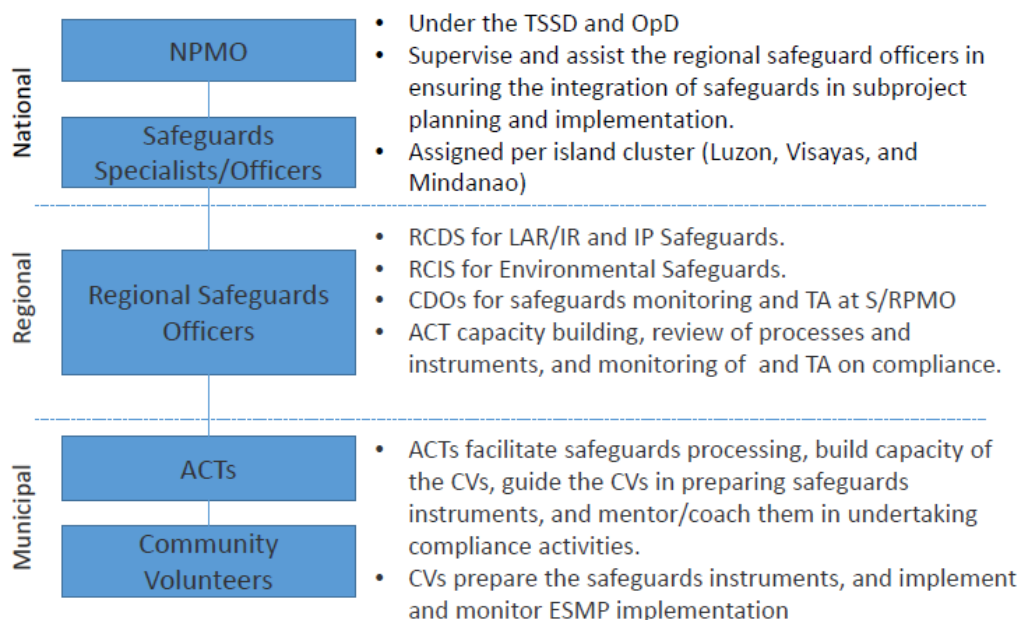 National
NPMO
Safeguards
Specialists/Officers
• Under the TSSD and OpD
• Supervise and assist the regional safeguard officers in
ensuring the integration of safeguards in subproject
planning and implementation.
• Assigned per island cluster (Luzon, Visayas, and
Mindanao)
Regional
Regional Safeguards
Officers
• RCDS for LAR/IR and IP Safeguards.
• RCIS for Environmental Safeguards.
• CDOs for safeguards monitoring and TA at S/RPMO
• ACT capacity building, review of processes and
instruments, and monitoring of and TA on compliance.
Municipal
ACTs
Community
Volunteers
• ACTs facilitate safeguards processing, build capacity of
the CVs, guide the CVs in preparing safeguards
instruments, and mentor/coach them in undertaking
compliance activities.
• CVs prepare the safeguards instruments, and implement
and monitor ESMP implementation